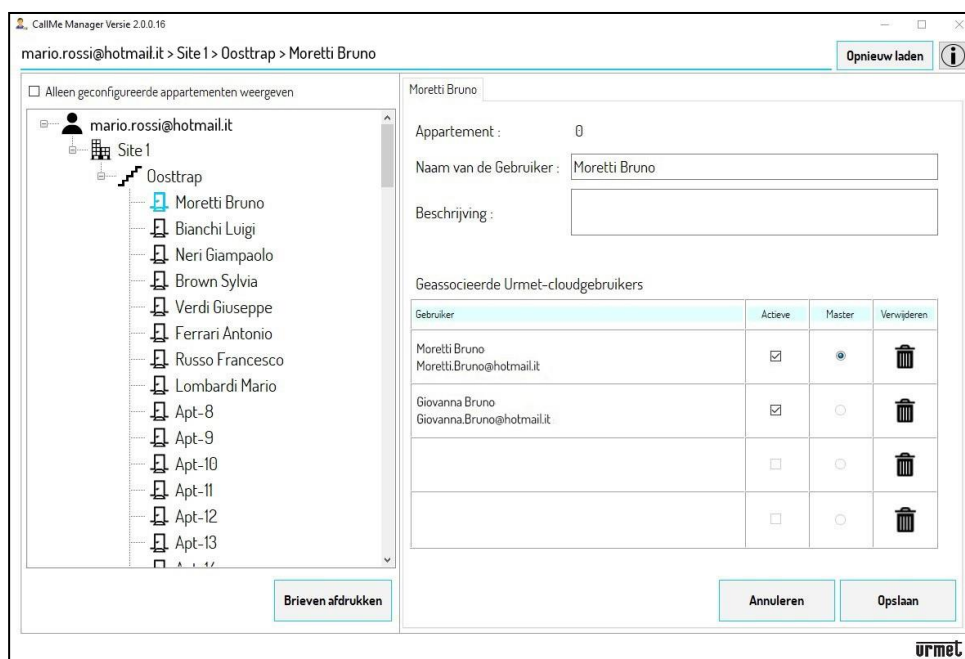 CallMe Manager Versie 2.0.0.16
mario.rossi@hotmail.it > Site 1 > Oosttrap > Moretti Bruno
Opnieuw laden
Alleen geconfigureerde appartementen weergeven
mario.rossi@hotmail.it
Site 1
Oosttrap
Moretti Bruno
Bianchi Luigi
Neri Giampaolo
Brown Sylvia
Verdi Giuseppe
Ferrari Antonio
Russo Francesco
Lombardi Mario
Apt-8
Apt-9
Apt-10
Apt-11
Apt-12
Apt-13
Brieven afdrukken
Moretti Bruno
Appartement : 0
Naam van de Gebruiker : Moretti Bruno
Beschrijving :
Geassocieerde Urmet-cloudgebruikers
Gebruiker Actieve Master Verwijderen
Moretti Bruno
Moretti.Bruno@hotmail.it
Giovanna Bruno
Giovanna.Bruno@hotmail.it
Annuleren Opslaan
urmet